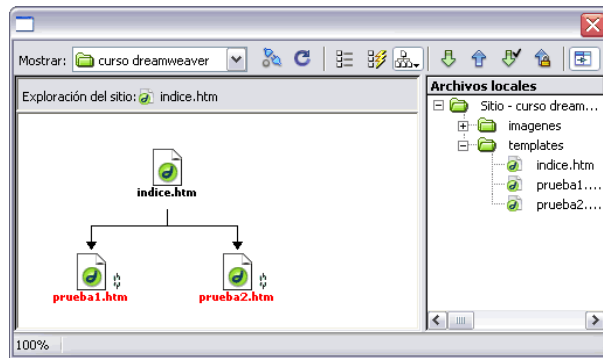 Mostrar: curso dreamweaver
Exploración del sitio: indice.htm
indice.htm
prueba1.htm
prueba2.htm
Archivos locales
Sitio - curso dream...
imagenes
templates
indice.htm
prueba1....
prueba2....
100%